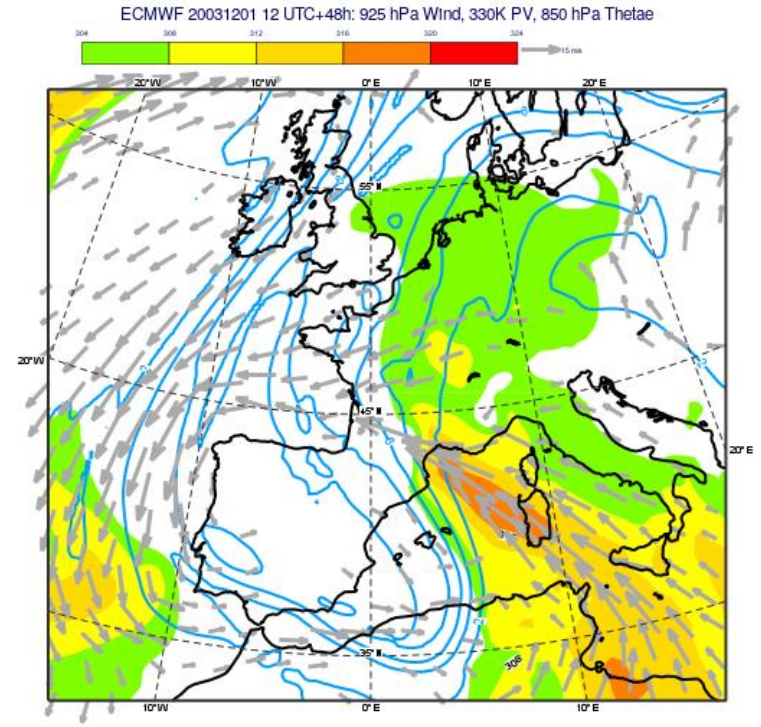 ECMWF 20031201 12 UTC+48h: 925 hPa Wind, 330K PV, 850 hPa Thetae
304 308 312 316 320 324
15 m/s
20°W 10°W 0°E 10°E 20°E
55°N
20°W
45°N
20°E
2
308
35°N
10°W 0°E 10°E